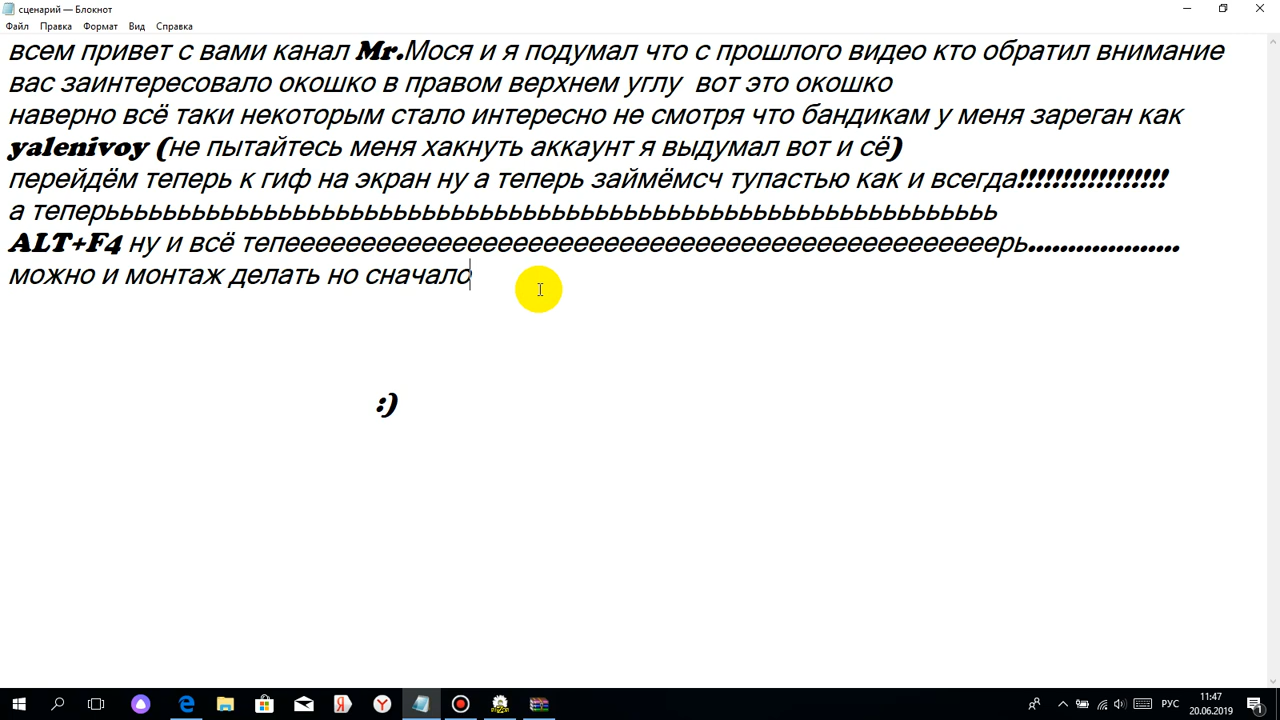 сценарий — Блокнот
Файл Правка Формат Вид Справка
всем привет с вами канал Mr.Мося и я подумал что с прошлого видео кто обратил внимание
вас заинтересовало окошко в правом верхнем углу  вот это окошко
наверно всё таки некоторым стало интересно не смотря что бандикам у меня зареган как
yalenivoy (не пытайтесь меня хакнуть аккаунт я выдумал вот и сё)
перейдём теперь к гиф на экран ну а теперь займёмсч тупастью как и всегда!!!!!!!!!!!!!!!!!
а теперьььььььььььььььььььььььььььььььььььььььььььььььььььььььььььььь
ALT+F4 ну и всё тепеееееееееееееееееееееееееееееееееееееееееееерь...................
можно и монтаж делать но сначало
:)
РУС
11:47
20.06.2019
1